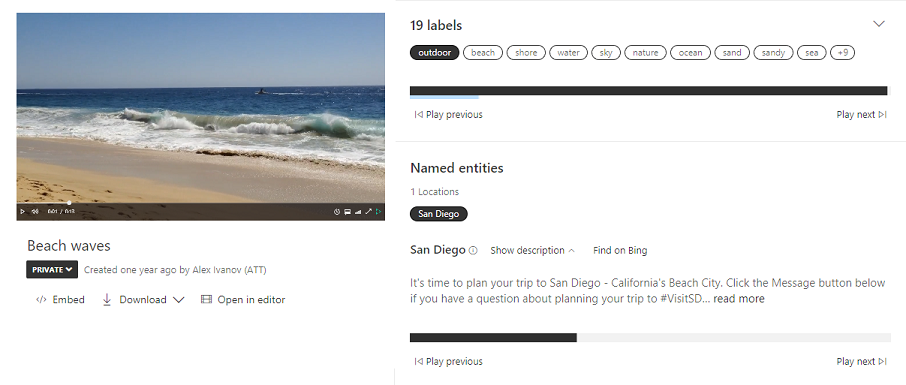 0:01 / 0:13
Beach waves
PRIVATE
Created one year ago by Alex Ivanov (ATT)
</> Embed
Download
Open in editor
19 labels
outdoor beach shore water sky nature ocean sand sandy sea +9
Play previous
Play next
Named entities
1 Locations
San Diego
San Diego Show description Find on Bing
It's time to plan your trip to San Diego - California's Beach City. Click the Message button below
if you have a question about planning your trip to #VisitSD... read more
Play previous
Play next